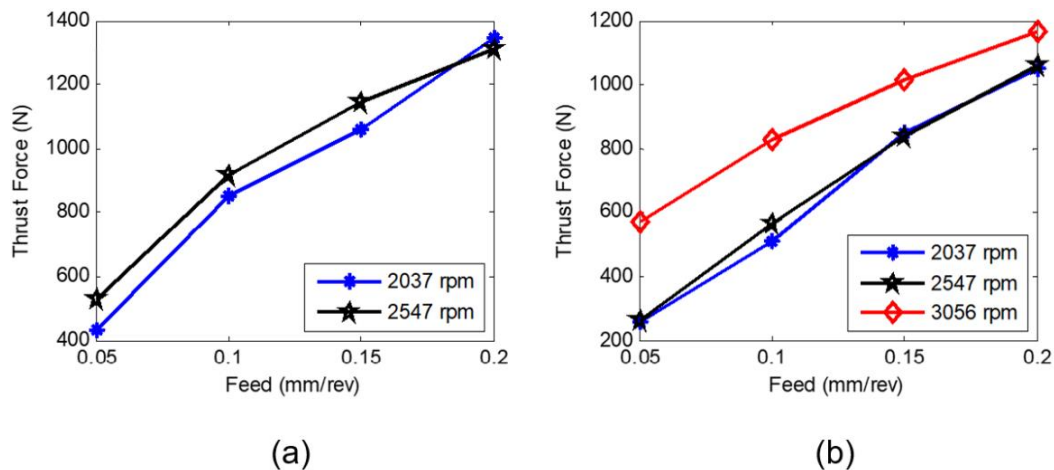 1400
1200
1000
800
600
400
Thrust Force (N)
2037 rpm
2547 rpm
0.05 0.1 0.15 0.2
Feed (mm/rev)
(a)
1200
1000
800
600
400
200
Thrust Force (N)
2037 rpm
2547 rpm
3056 rpm
0.05 0.1 0.15 0.2
Feed (mm/rev)
(b)